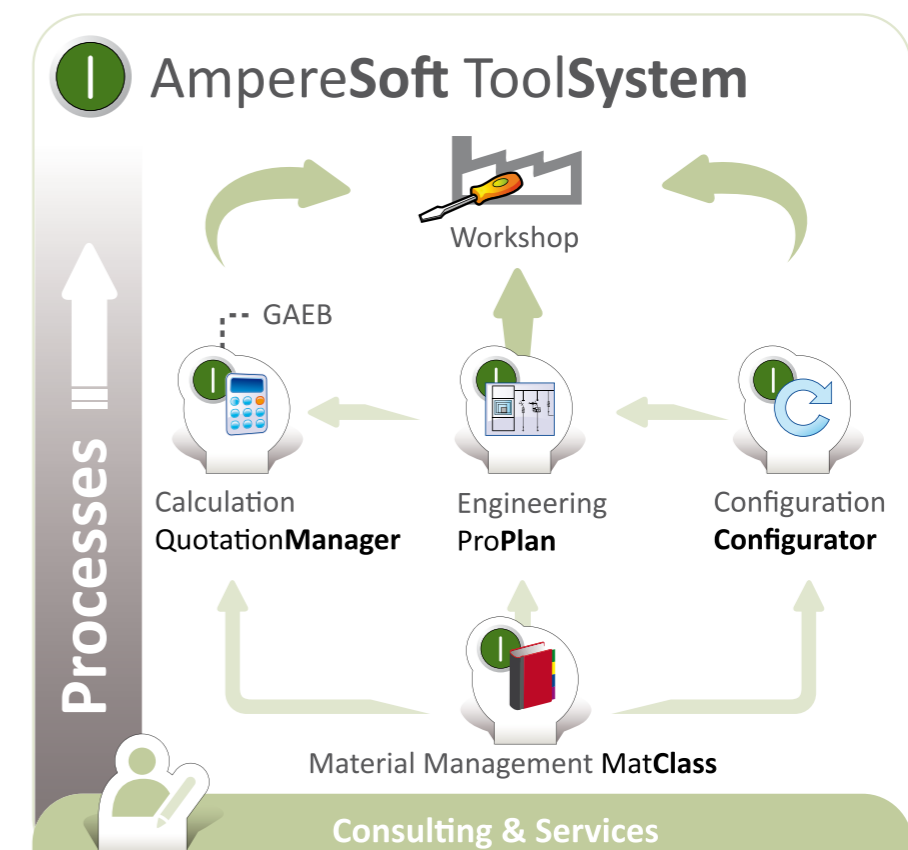 AmpereSoft ToolSystem
Workshop
GAEB
Calculation
QuotationManager
Engineering
ProPlan
Configuration
Configurator
Processes
Material Management MatClass
Consulting & Services